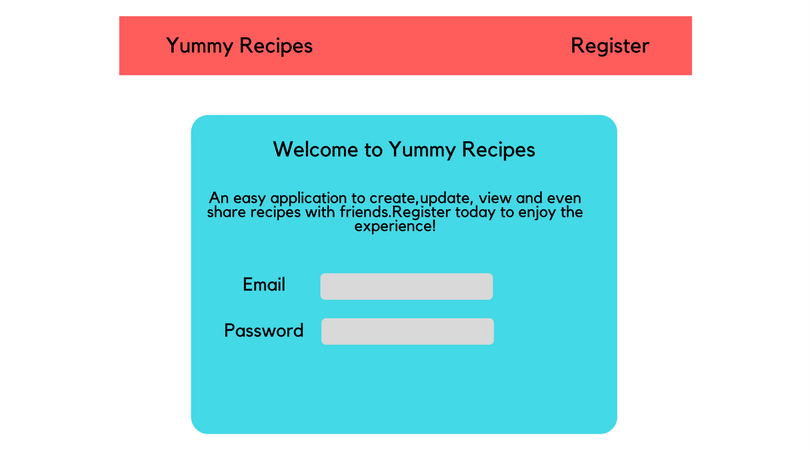 Yummy Recipes
Register
Welcome to Yummy Recipes
An easy application to create,update, view and even
share recipes with friends.Register today to enjoy the
experience!
Email
Password